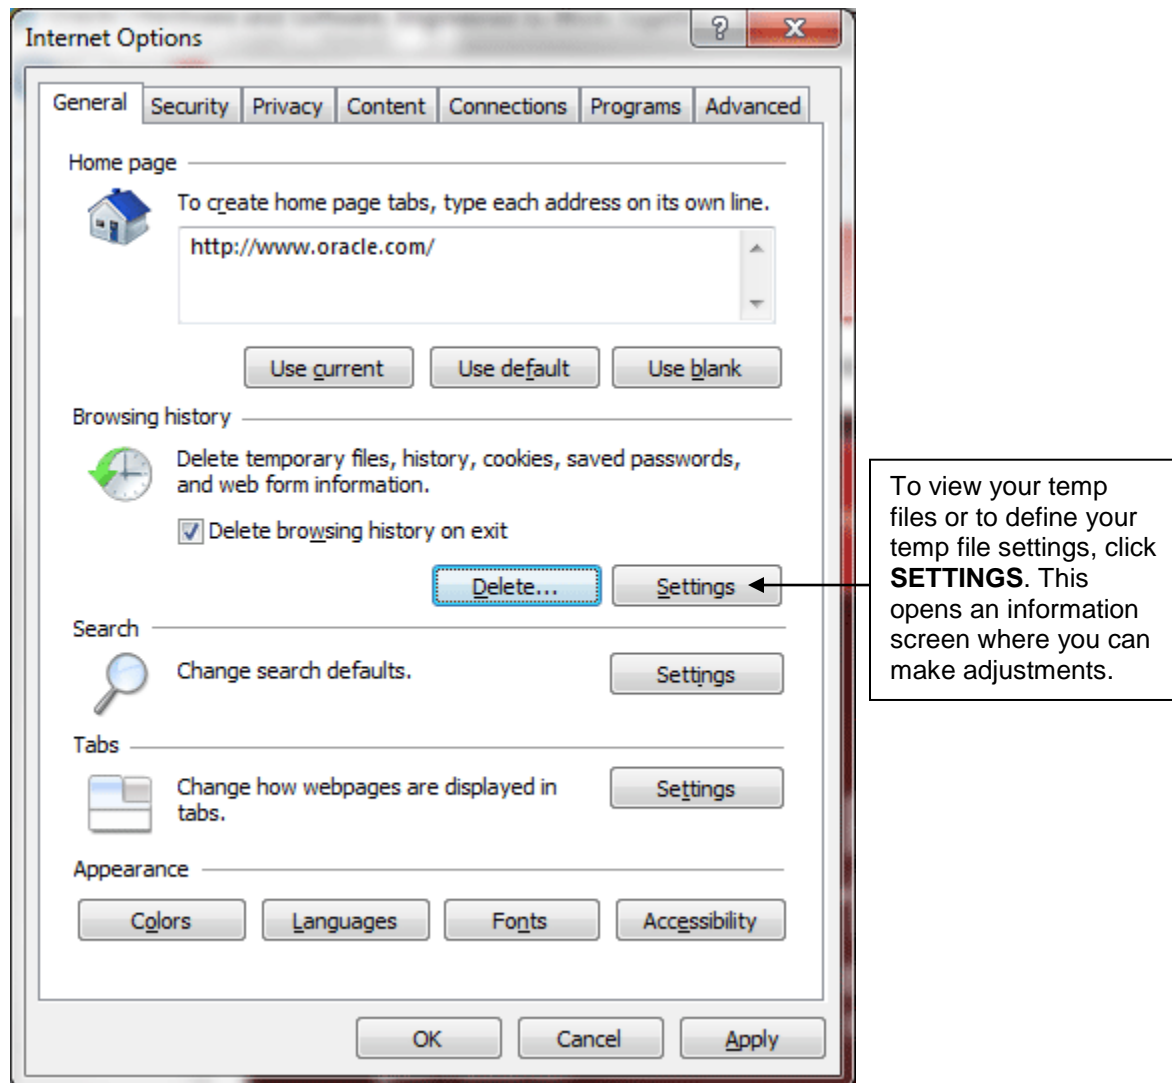 Internet Options
General Security Privacy Content Connections Programs Advanced
Home page
To create home page tabs, type each address on its own line.
http://www.oracle.com/
Use current Use default Use blank
Browsing history
Delete temporary files, history, cookies, saved passwords,
and web form information.
Delete browsing history on exit
Delete... Settings
To view your temp
files or to define your
temp file settings, click
SETTINGS. This
opens an information
screen where you can
make adjustments.
Search
Change search defaults.
Settings
Tabs
Change how webpages are displayed in
tabs.
Settings
Appearance
Colors Languages Fonts Accessibility
OK Cancel Apply